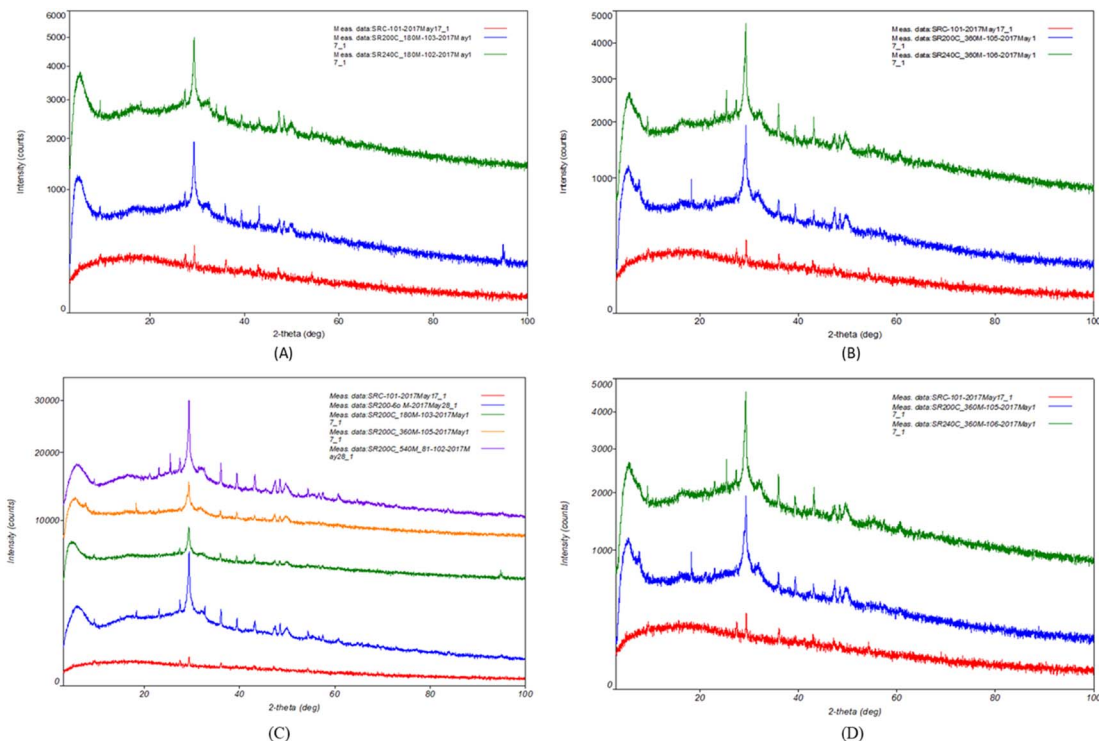 6000
5000
4000
3000
2000
1000
0
Intensity (counts)
Meas. data:SRC-101-2017May17_1
Meas. data:SR200C_180M-103-2017May1
7_1
Meas. data:SR240C_180M-102-2017May1
7_1
20
40
60
80
100
2-theta (deg)
(A)
5000
4000
3000
2000
1000
0
Intensity (counts)
Meas. data:SRC-101-2017May17_1
Meas. data:SR200C_360M-105-2017May1
7_1
Meas. data:SR240C_360M-106-2017May1
7_1
20
40
60
80
100
2-theta (deg)
(B)
30000
20000
10000
0
Intensity (counts)
Meas. data:SRC-101-2017May17_1
Meas. data:SR200-6o M-2017May28_1
Meas. data:SR200C_180M-103-2017May1
7_1
Meas. data:SR200C_360M-105-2017May1
7_1
Meas. data:SR200C_540M_81-102-2017M
ay28_1
20
40
60
80
100
2-theta (deg)
(C)
5000
4000
3000
2000
1000
0
Intensity (counts)
Meas. data:SRC-101-2017May17_1
Meas. data:SR200C_360M-105-2017May1
7_1
Meas. data:SR240C_360M-106-2017May1
7_1
20
40
60
80
100
2-theta (deg)
(D)